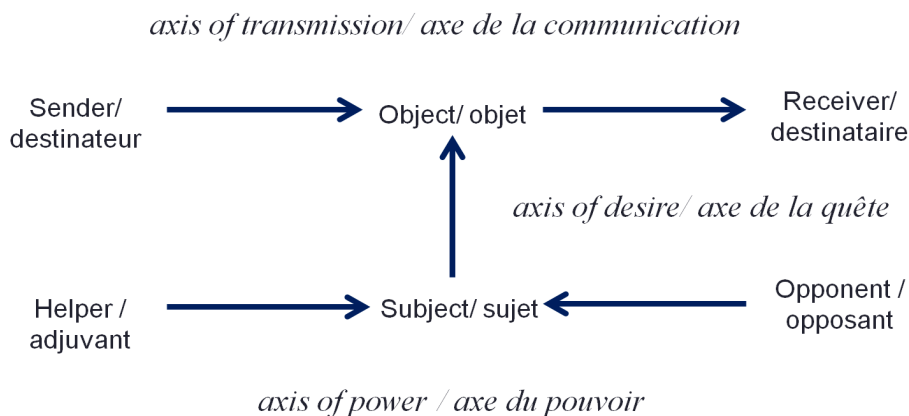 axis of transmission/ axe de la communication
Sender/
destinateur
Object/ objet
Receiver/
destinataire
axis of desire/ axe de la quête
Helper /
adjuvant
Subject/ sujet
Opponent /
opposant
axis of power / axe du pouvoir